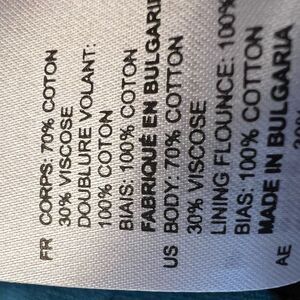 FR CORPS: 70% COTON
30% VISCOSE
DOUBLURE VOLANT:
100% COTON
BIAIS: 100% COTON
FABRIQUÉ EN BULGARIE
US BODY: 70% COTTON
30% VISCOSE
LINING FLOUNCE: 100%
BIAS: 100% COTTON
MADE IN BULGARIA
AE